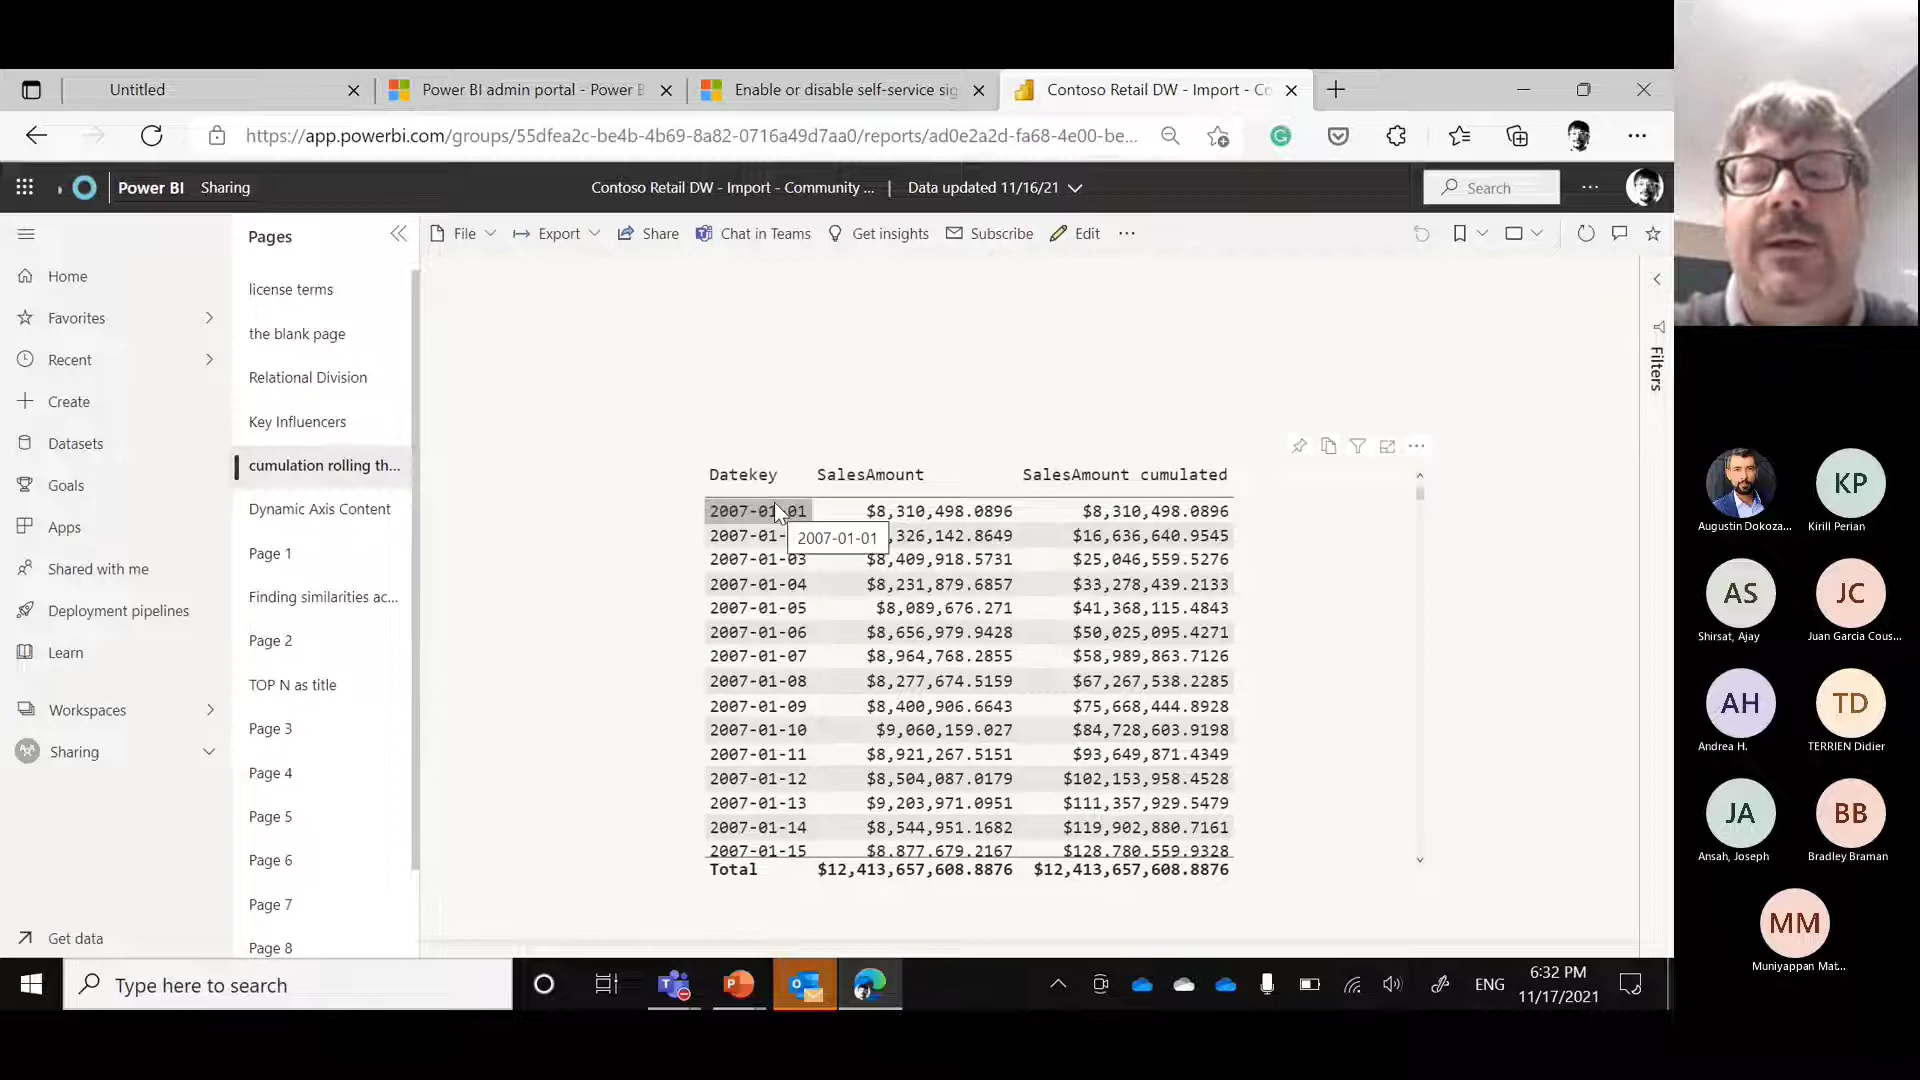 Untitled
Power BI admin portal - Power B
Enable or disable self-service sig
Contoso Retail DW - Import - Co
https://app.powerbi.com/groups/55dfea2c-be4b-4b69-8a82-0716a49d7aa0/reports/ad0e2a2d-fa68-4e00-be...
Power BI Sharing
Contoso Retail DW - Import - Community ... | Data updated 11/16/21
Search
Pages
File
Export
Share
Chat in Teams
Get insights
Subscribe
Edit
Home
Favorites
Recent
Create
Datasets
Goals
Apps
Shared with me
Deployment pipelines
Learn
Workspaces
Sharing
Get data
license terms
the blank page
Relational Division
Key Influencers
cumulation rolling th...
Dynamic Axis Content
Page 1
Finding similarities ac...
Page 2
TOP N as title
Page 3
Page 4
Page 5
Page 6
Page 7
Page 8
Datekey SalesAmount SalesAmount cumulated
2007-01-01 $8,310,498.0896 $8,310,498.0896
2007-01- ,326,142.8649 $16,636,640.9545
2007-01-01
2007-01-03 $8,409,918.5731 $25,046,559.5276
2007-01-04 $8,231,879.6857 $33,278,439.2133
2007-01-05 $8,089,676.271 $41,368,115.4843
2007-01-06 $8,656,979.9428 $50,025,095.4271
2007-01-07 $8,964,768.2855 $58,989,863.7126
2007-01-08 $8,277,674.5159 $67,267,538.2285
2007-01-09 $8,400,906.6643 $75,668,444.8928
2007-01-10 $9,060,159.027 $84,728,603.9198
2007-01-11 $8,921,267.5151 $93,649,871.4349
2007-01-12 $8,504,087.0179 $102,153,958.4528
2007-01-13 $9,203,971.0951 $111,357,929.5479
2007-01-14 $8,544,951.1682 $119,902,880.7161
2007-01-15 $8,877,679.2167 $128,780,559.9328
Total $12,413,657,608.8876 $12,413,657,608.8876
Filters
Augustin Dokoza...
KP
Kirill Perian
AS
Shirsat, Ajay
JC
Juan Garcia Cous...
AH
Andrea H.
TD
TERRIEN Didier
JA
Ansah, Joseph
BB
Bradley Braman
MM
Muniyappan Mat...
Type here to search
ENG
6:32 PM
11/17/2021